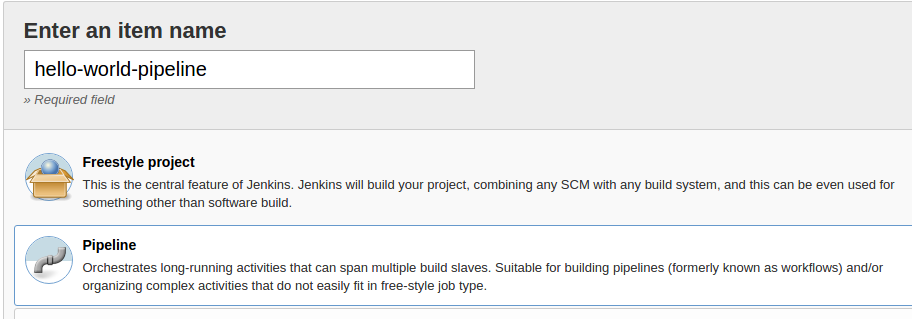 Enter an item name
hello-world-pipeline
» Required field
Freestyle project
This is the central feature of Jenkins. Jenkins will build your project, combining any SCM with any build system, and this can be even used for
something other than software build.
Pipeline
Orchestrates long-running activities that can span multiple build slaves. Suitable for building pipelines (formerly known as workflows) and/or
organizing complex activities that do not easily fit in free-style job type.